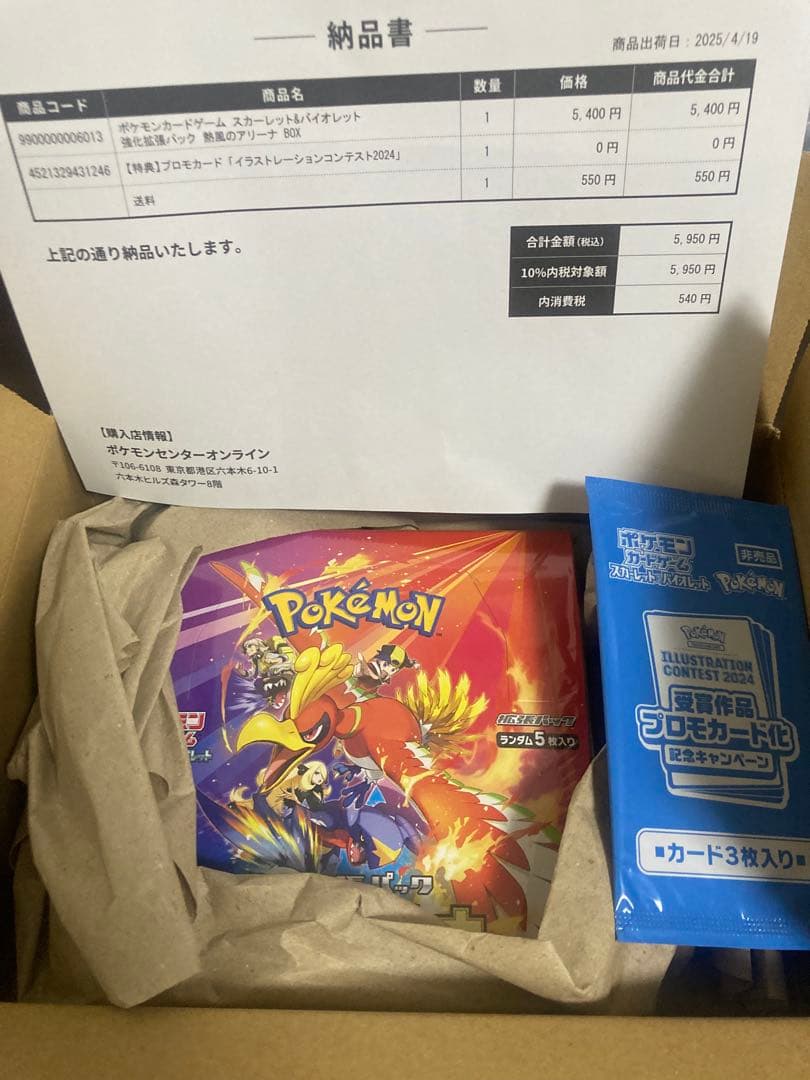 納品書
商品出荷日:2025/4/19
商品コード 商品名 数量 価格 商品代金合計
9900000006013 ポケモンカードゲーム スカーレット&バイオレット 1 5,400円 5,400円
強化拡張パック 熱風のアリーナ BOX
4521329431246 【特典】プロモカード「イラストレーションコンテスト2024」 1 0円 0円
送料 1 550円 550円
上記の通り納品いたします。
合計金額(税込) 5,950円
10%内税対象額 5,950円
内消費税 540円
【購入店情報】
ポケモンセンターオンライン
〒106-6108 東京都港区六本木6-10-1
六本木ヒルズ森タワー8階
POKéMON
拡張パック
ランダム5枚入り
パック
ポケモン
カードゲーム
スカーレット バイオレット
非売品
POKéMON
POKéMON
ILLUSTRATION
CONTEST 2024
受賞作品
プロモカード化
記念キャンペーン
■カード3枚入り■